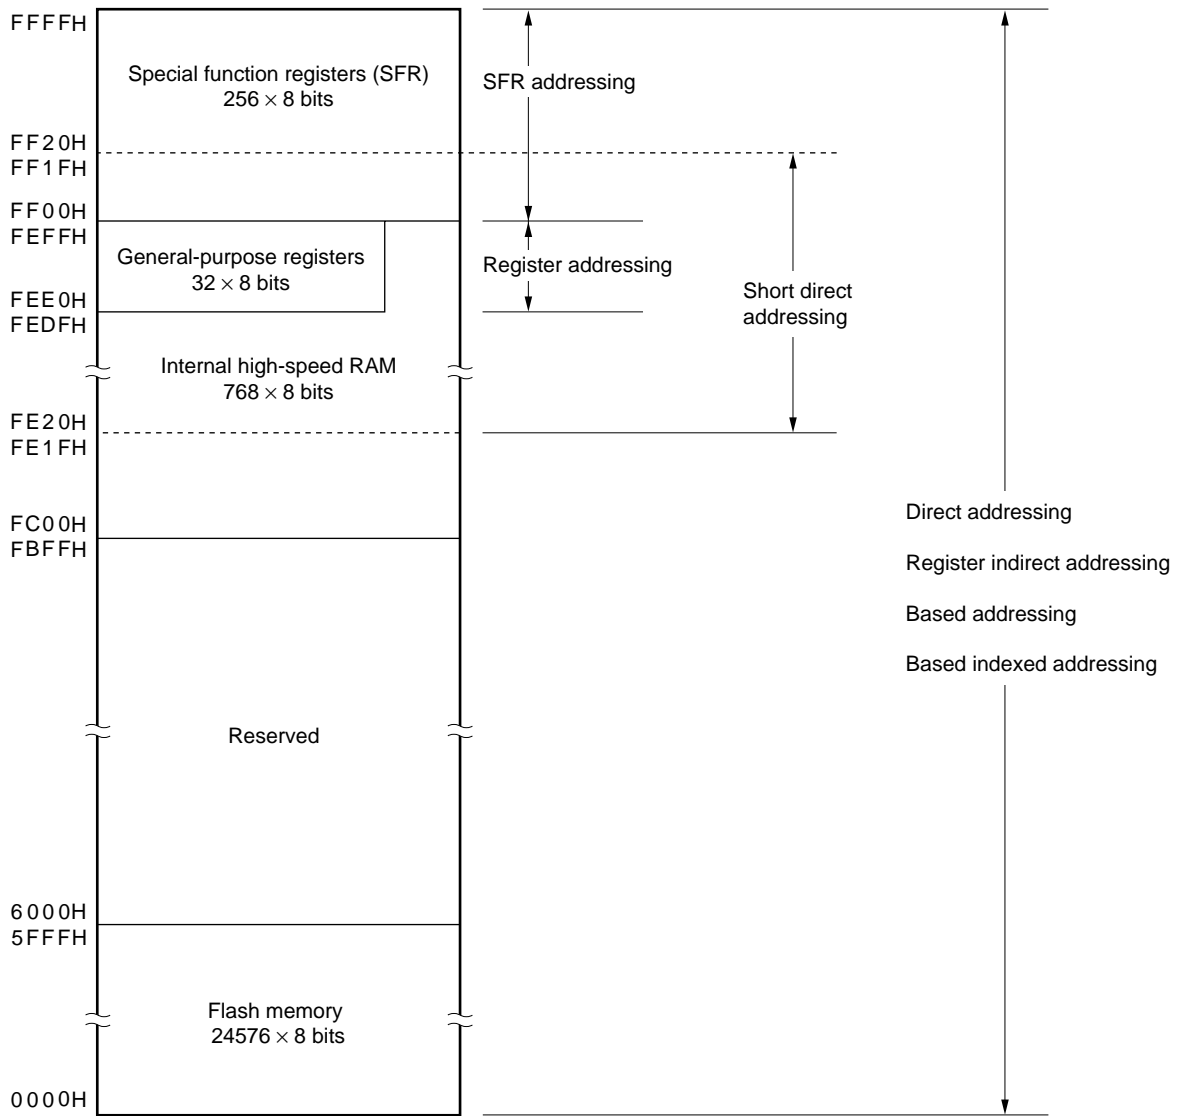 FFFFH
Special function registers (SFR)
256 × 8 bits
SFR addressing
FF20H
FF1FH
FF00H
FEFFH
General-purpose registers
32 × 8 bits
Register addressing
FEE0H
FEDFH
Short direct
addressing
Internal high-speed RAM
768 × 8 bits
FE20H
FE1FH
FC00H
FBFFH
Direct addressing
Register indirect addressing
Based addressing
Based indexed addressing
Reserved
6000H
5FFFH
Flash memory
24576 × 8 bits
0000H